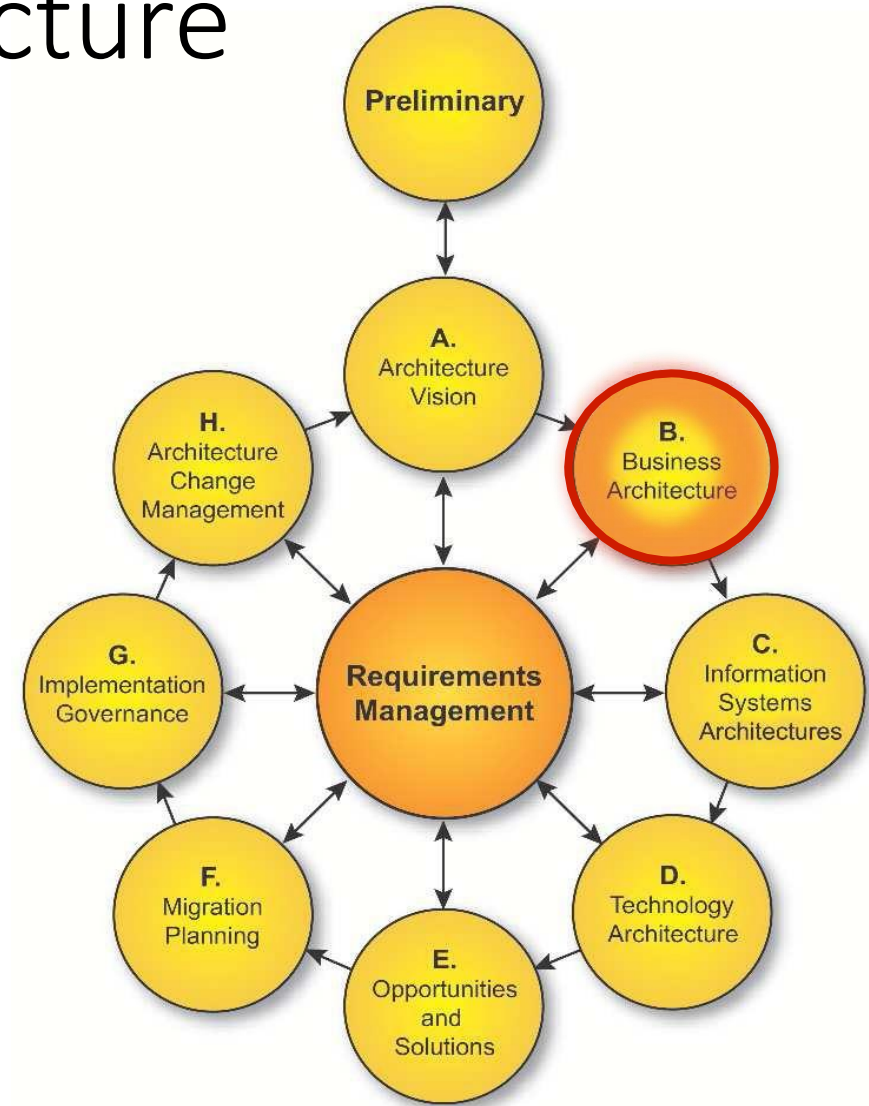 cture
Preliminary
A.
Architecture
Vision
B.
Business
Architecture
C.
Information
Systems
Architectures
D.
Technology
Architecture
E.
Opportunities
and
Solutions
F.
Migration
Planning
G.
Implementation
Governance
H.
Architecture
Change
Management
Requirements
Management